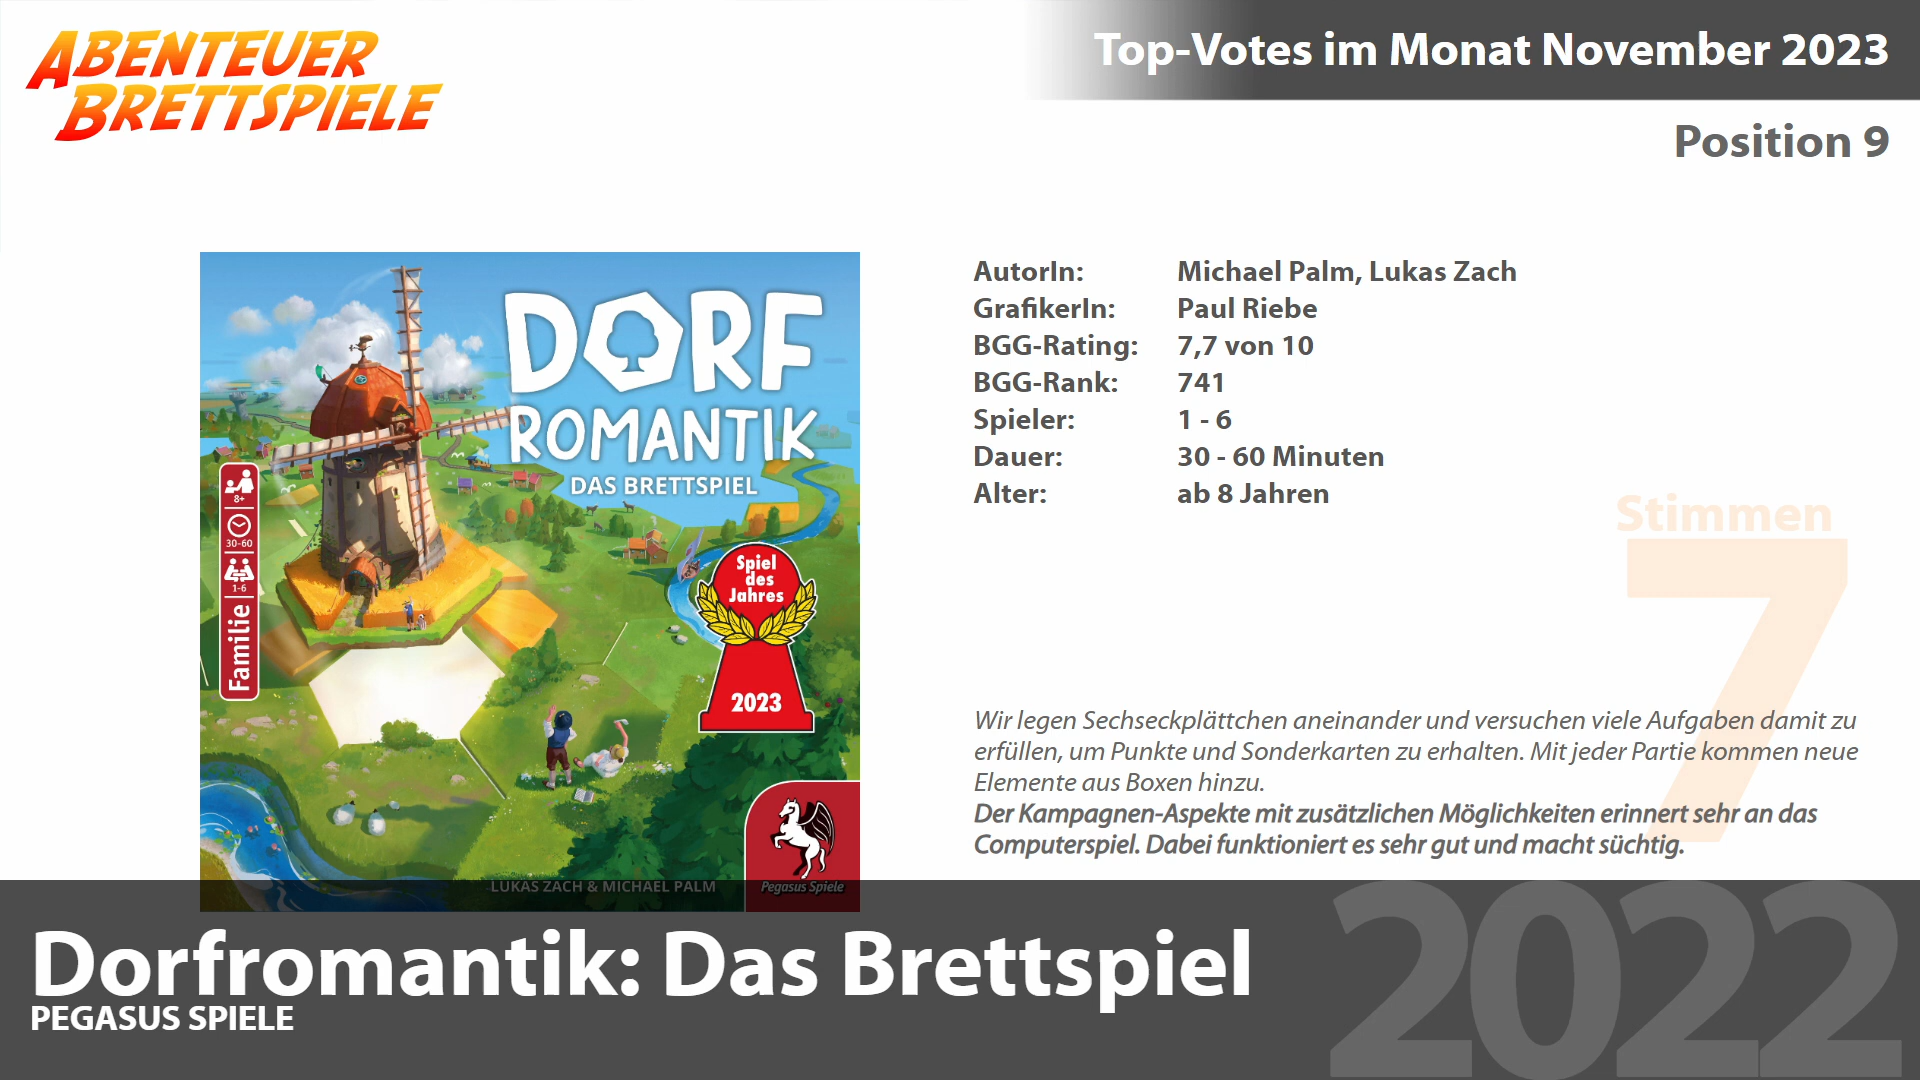 ABENTEUER
BRETTSPIELE
Top-Votes im Monat November 2023
Position 9
DORF
ROMANTIK
DAS BRETTSPIEL
8+
30-60
1-6
Familie
Spiel
des
Jahres
2023
LUKAS ZACH & MICHAEL PALM
Pegasus Spiele
AutorIn: Michael Palm, Lukas Zach
GrafikerIn: Paul Riebe
BGG-Rating: 7,7 von 10
BGG-Rank: 741
Spieler: 1 - 6
Dauer: 30 - 60 Minuten
Alter: ab 8 Jahren
Stimmen
7
Wir legen Sechseckplättchen aneinander und versuchen viele Aufgaben damit zu
erfüllen, um Punkte und Sonderkarten zu erhalten. Mit jeder Partie kommen neue
Elemente aus Boxen hinzu.
Der Kampagnen-Aspekte mit zusätzlichen Möglichkeiten erinnert sehr an das
Computerspiel. Dabei funktioniert es sehr gut und macht süchtig.
Dorfromantik: Das Brettspiel
PEGASUS SPIELE
2022